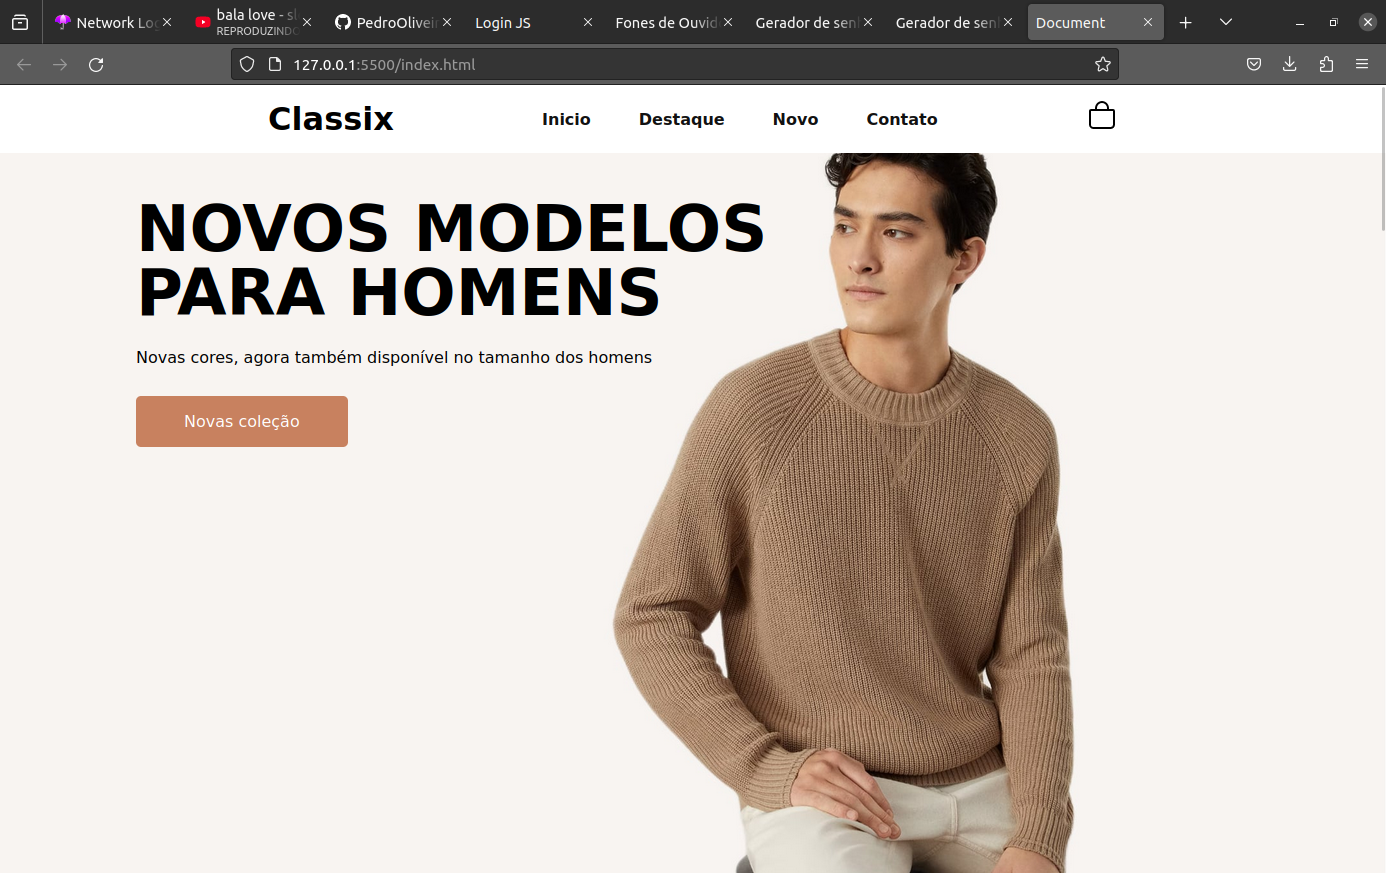 Network Lo
bala love - sl
REPRODUZINDO
PedroOliveir
Login JS
Fones de Ouvid
Gerador de sen
Gerador de sen
Document
127.0.0.1:5500/index.html
Classix
Inicio
Destaque
Novo
Contato
NOVOS MODELOS
PARA HOMENS
Novas cores, agora também disponível no tamanho dos homens
Novas coleção